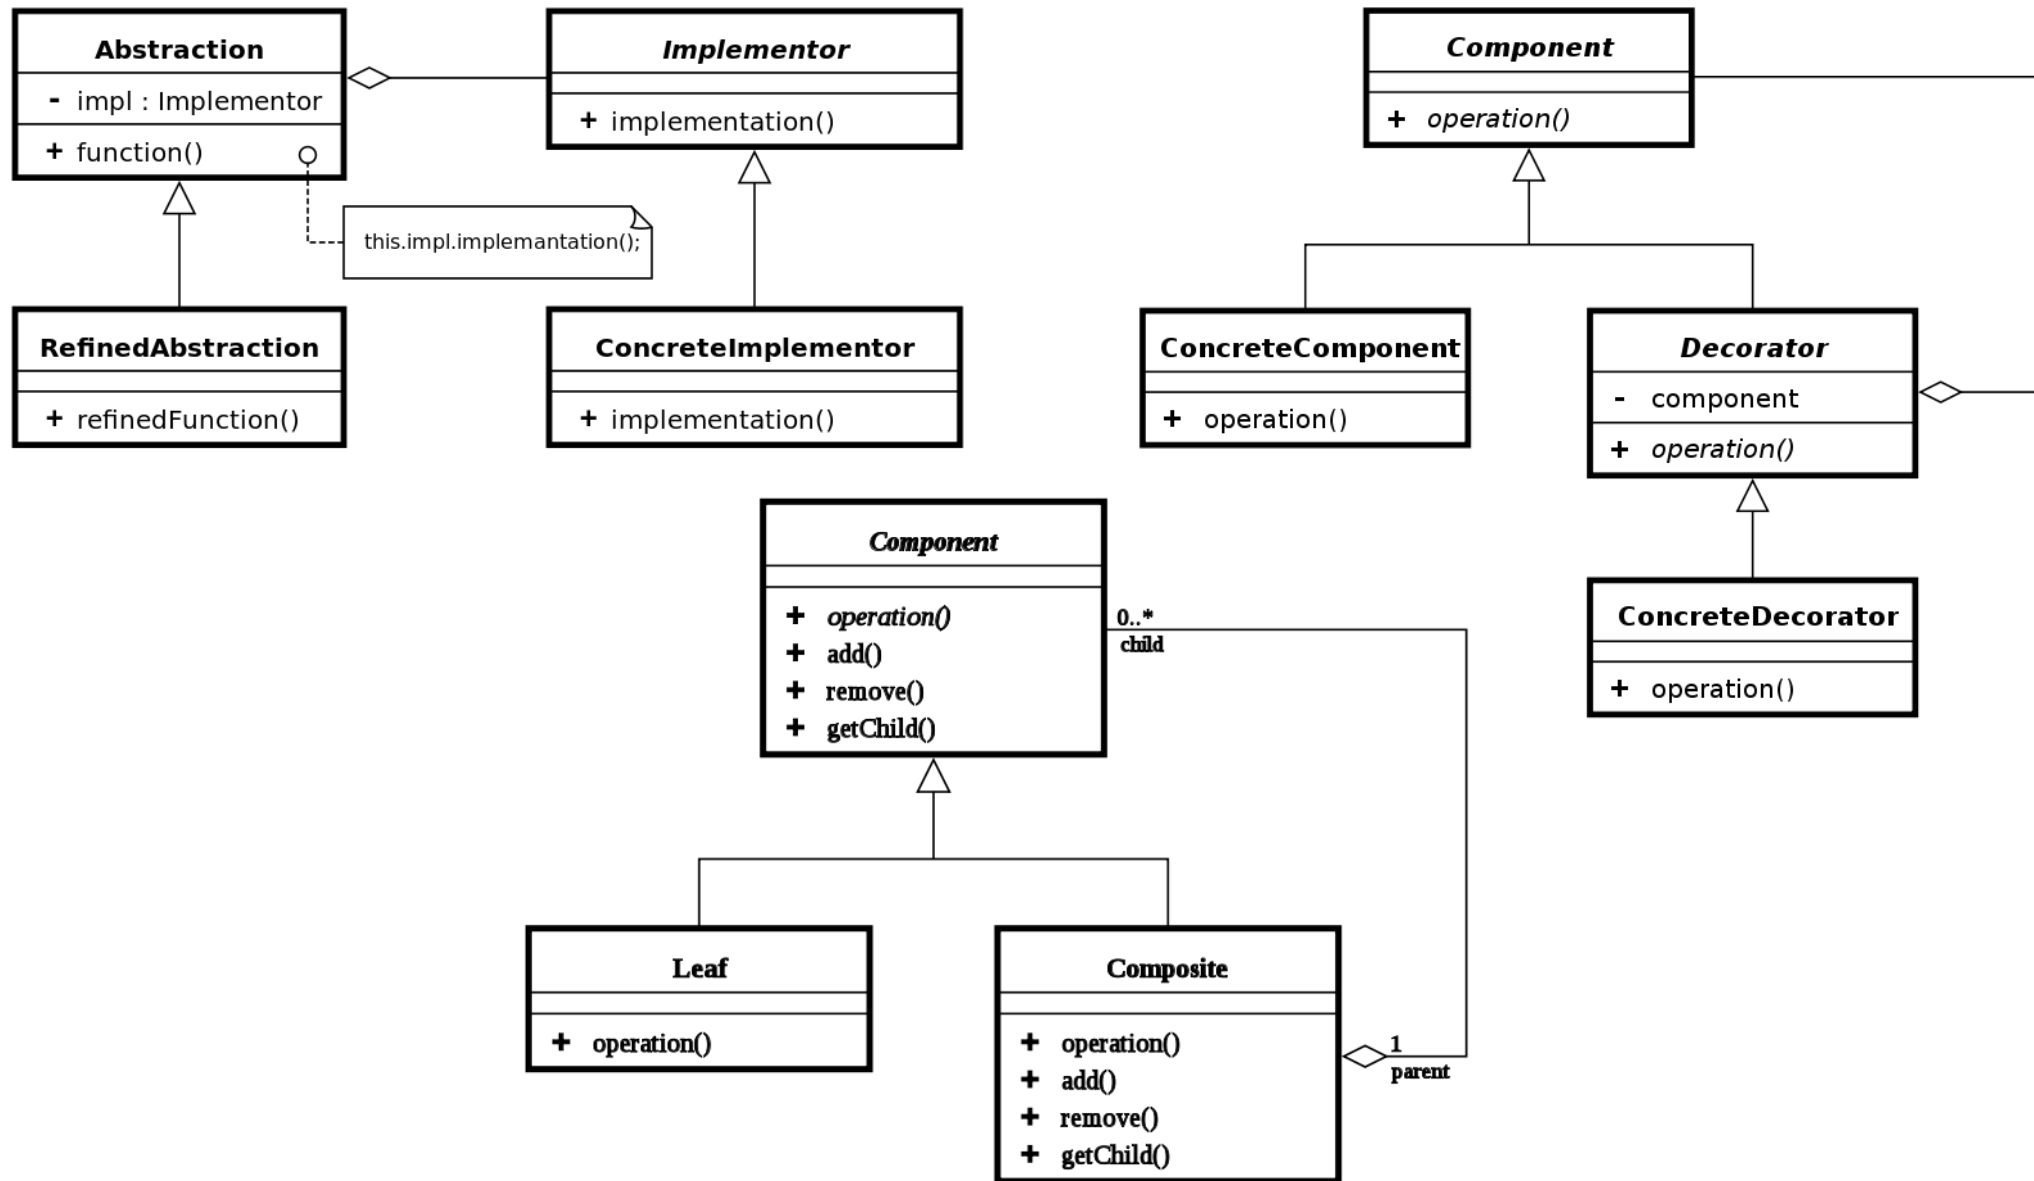 Abstraction
- impl : Implementor
+ function()
Implementor
+ implementation()
this.impl.implemantation();
RefinedAbstraction
+ refinedFunction()
ConcreteImplementor
+ implementation()
Component
+ operation()
ConcreteComponent
+ operation()
Decorator
- component
+ operation()
ConcreteDecorator
+ operation()
Component
+ operation()
+ add()
+ remove()
+ getChild()
0..*
child
Leaf
+ operation()
Composite
+ operation()
+ add()
+ remove()
+ getChild()
1
parent